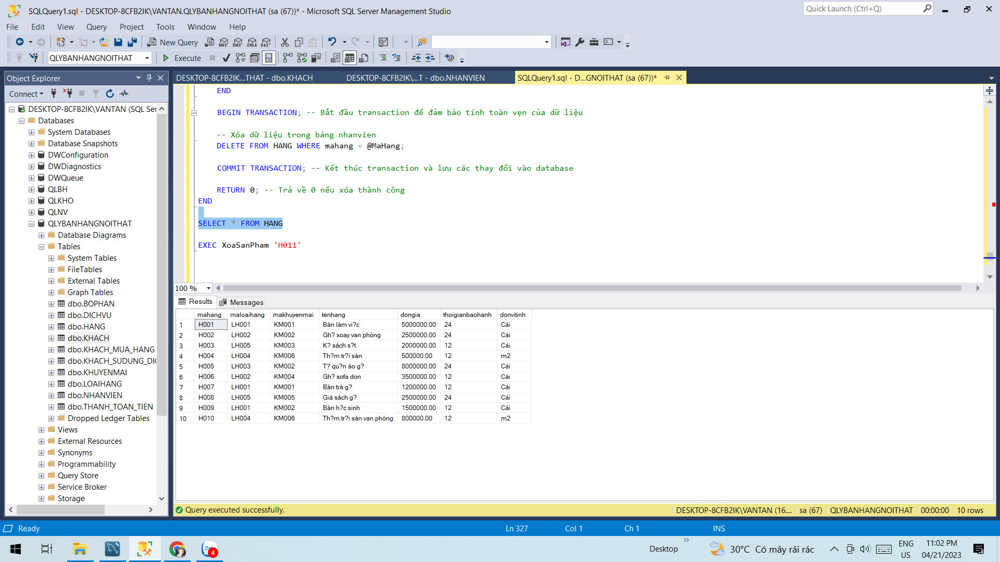 SQLQuery1.sql - DESKTOP-8CFB2IK\VANTAN.QLYBANHANGNOITHAT (sa (67))* - Microsoft SQL Server Management Studio
Quick Launch (Ctrl+Q)
File Edit View Query Project Tools Window Help
New Query
MDX DMX XMLA DAX
QLYBANHANGNOITHAT
Execute
Object Explorer
Connect
DESKTOP-8CFB2IK\VANTAN (SQL Ser
Databases
System Databases
Database Snapshots
DWConfiguration
DWDiagnostics
DWQueue
QLBH
QLKHO
QLNV
QLYBANHANGNOITHAT
Database Diagrams
Tables
System Tables
FileTables
External Tables
Graph Tables
dbo.BOPHAN
dbo.DICHVU
dbo.HANG
dbo.KHACH
dbo.KHACH_MUA_HANG
dbo.KHACH_SUDUNG_DIC
dbo.KHUYENMAI
dbo.LOAIHANG
dbo.NHANVIEN
dbo.THANH_TOAN_TIEN
Dropped Ledger Tables
Views
External Resources
Synonyms
Programmability
Query Store
Service Broker
Storage
DESKTOP-8CFB2IK...THAT - dbo.KHACH
DESKTOP-8CFB2IK\...T - dbo.NHANVIEN
SQLQuery1.sql - D...GNOITHAT (sa (67))*
END
BEGIN TRANSACTION; -- Bắt đầu transaction để đảm bảo tính toàn vẹn của dữ liệu
-- Xóa dữ liệu trong bảng nhanvien
DELETE FROM HANG WHERE mahang = @MaHang;
COMMIT TRANSACTION; -- Kết thúc transaction và lưu các thay đổi vào database
RETURN 0; -- Trả về 0 nếu xóa thành công
END
SELECT * FROM HANG
EXEC XoaSanPham 'H011'
100 %
Results Messages
mahang maloaihang makhuyenmai tenhang dongia thoigianbaohanh donvitinh
1 H001 LH001 KM001 Bàn làm vi?c 5000000.00 24 Cái
2 H002 LH002 KM002 Gh? xoay van phòng 2500000.00 24 Cái
3 H003 LH005 KM003 K? sách s?t 2000000.00 12 Cái
4 H004 LH004 KM006 Th?m tr?i sàn 500000.00 12 m2
5 H005 LH003 KM002 T? qu?n áo g? 8000000.00 24 Cái
6 H006 LH002 KM004 Gh? sofa don 3500000.00 12 Cái
7 H007 LH001 KM001 Bàn trà g? 1200000.00 12 Cái
8 H008 LH005 KM005 Giá sách g? 2500000.00 24 Cái
9 H009 LH001 KM002 Bàn h?c sinh 1500000.00 12 Cái
10 H010 LH004 KM006 Th?m tr?i sàn van phòng 800000.00 12 m2
Query executed successfully.
DESKTOP-8CFB2IK\VANTAN (16.... sa (67) QLYBANHANGNOITHAT 00:00:00 10 rows
Ready
Ln 327 Col 1 Ch 1 INS
4
Desktop
30°C Có mây rải rác
ENG
US
11:02 PM
04/21/2023